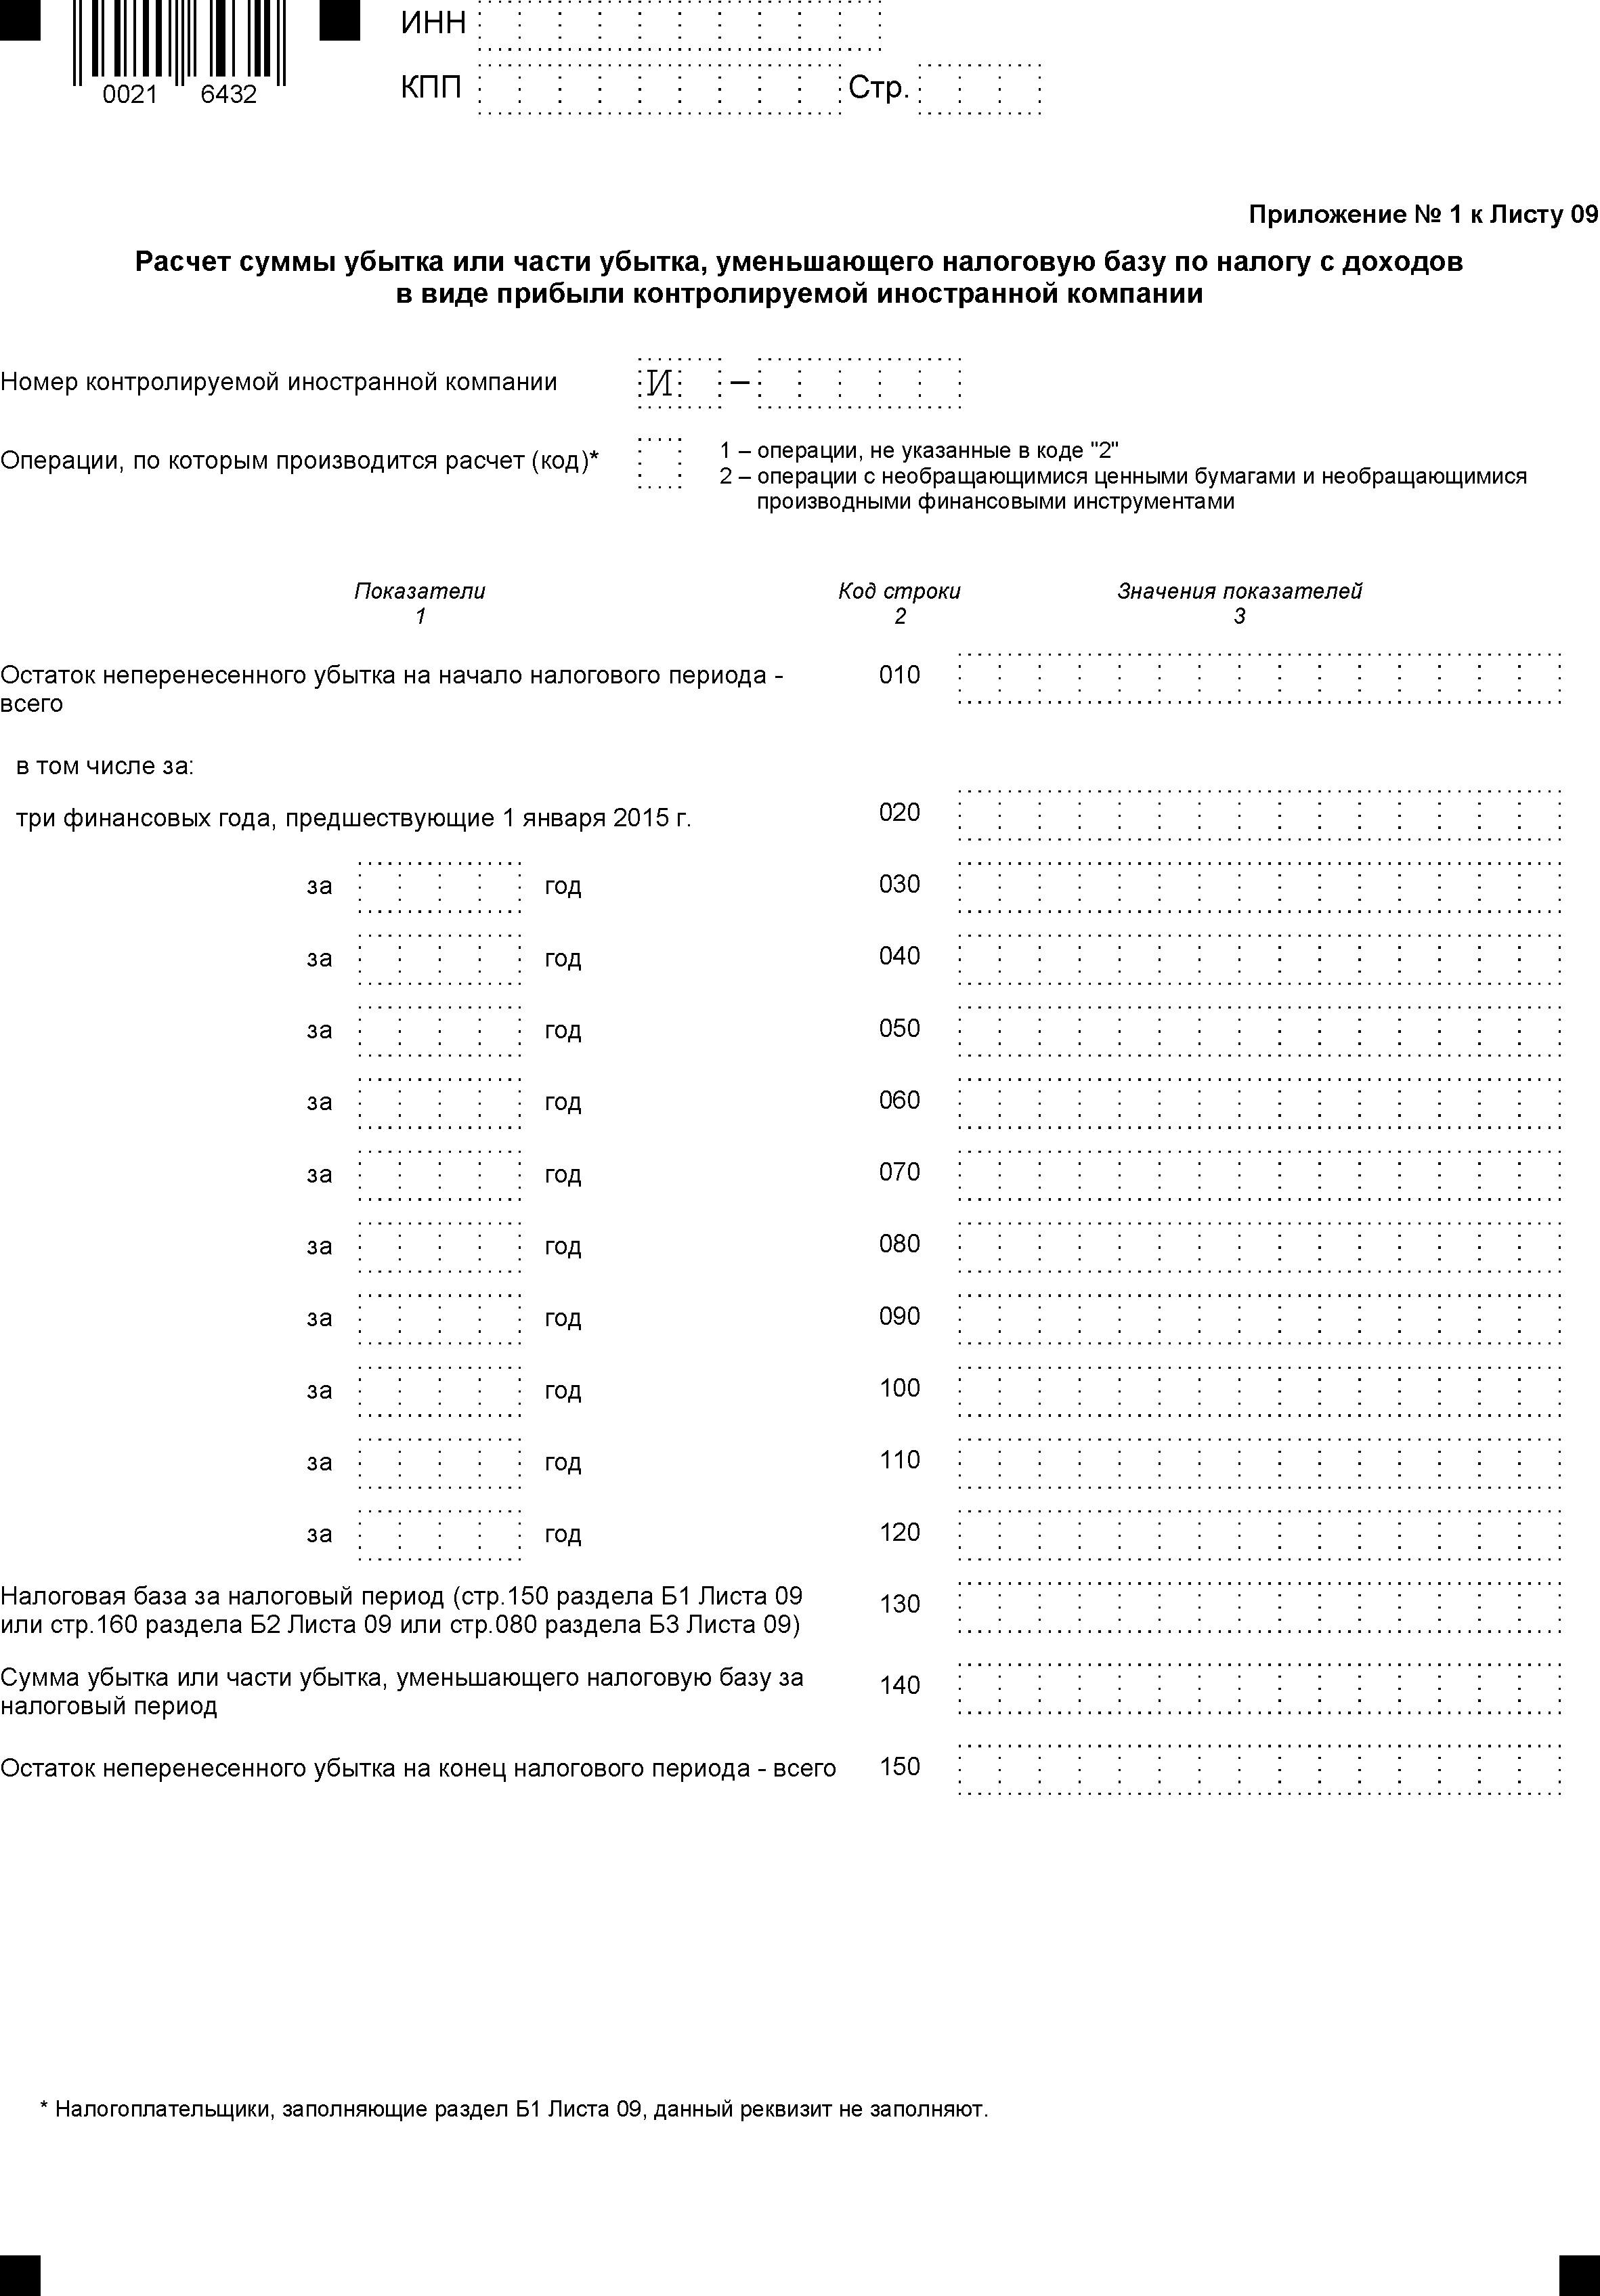 ИНН
0021 6432
КПП Стр.
Приложение № 1 к Листу 09
Расчет суммы убытка или части убытка, уменьшающего налоговую базу по налогу с доходов
в виде прибыли контролируемой иностранной компании
Номер контролируемой иностранной компании И –
Операции, по которым производится расчет (код)*
1 – операции, не указанные в коде "2"
2 – операции с необращающимися ценными бумагами и необращающимися
производными финансовыми инструментами
Показатели Код строки Значения показателей
1 2 3
Остаток неперенесенного убытка на начало налогового периода - 010
всего
в том числе за:
три финансовых года, предшествующие 1 января 2015 г. 020
за год 030
за год 040
за год 050
за год 060
за год 070
за год 080
за год 090
за год 100
за год 110
за год 120
Налоговая база за налоговый период (стр.150 раздела Б1 Листа 09 130
или стр.160 раздела Б2 Листа 09 или стр.080 раздела Б3 Листа 09)
Сумма убытка или части убытка, уменьшающего налоговую базу за 140
налоговый период
Остаток неперенесенного убытка на конец налогового периода - всего 150
* Налогоплательщики, заполняющие раздел Б1 Листа 09, данный реквизит не заполняют.